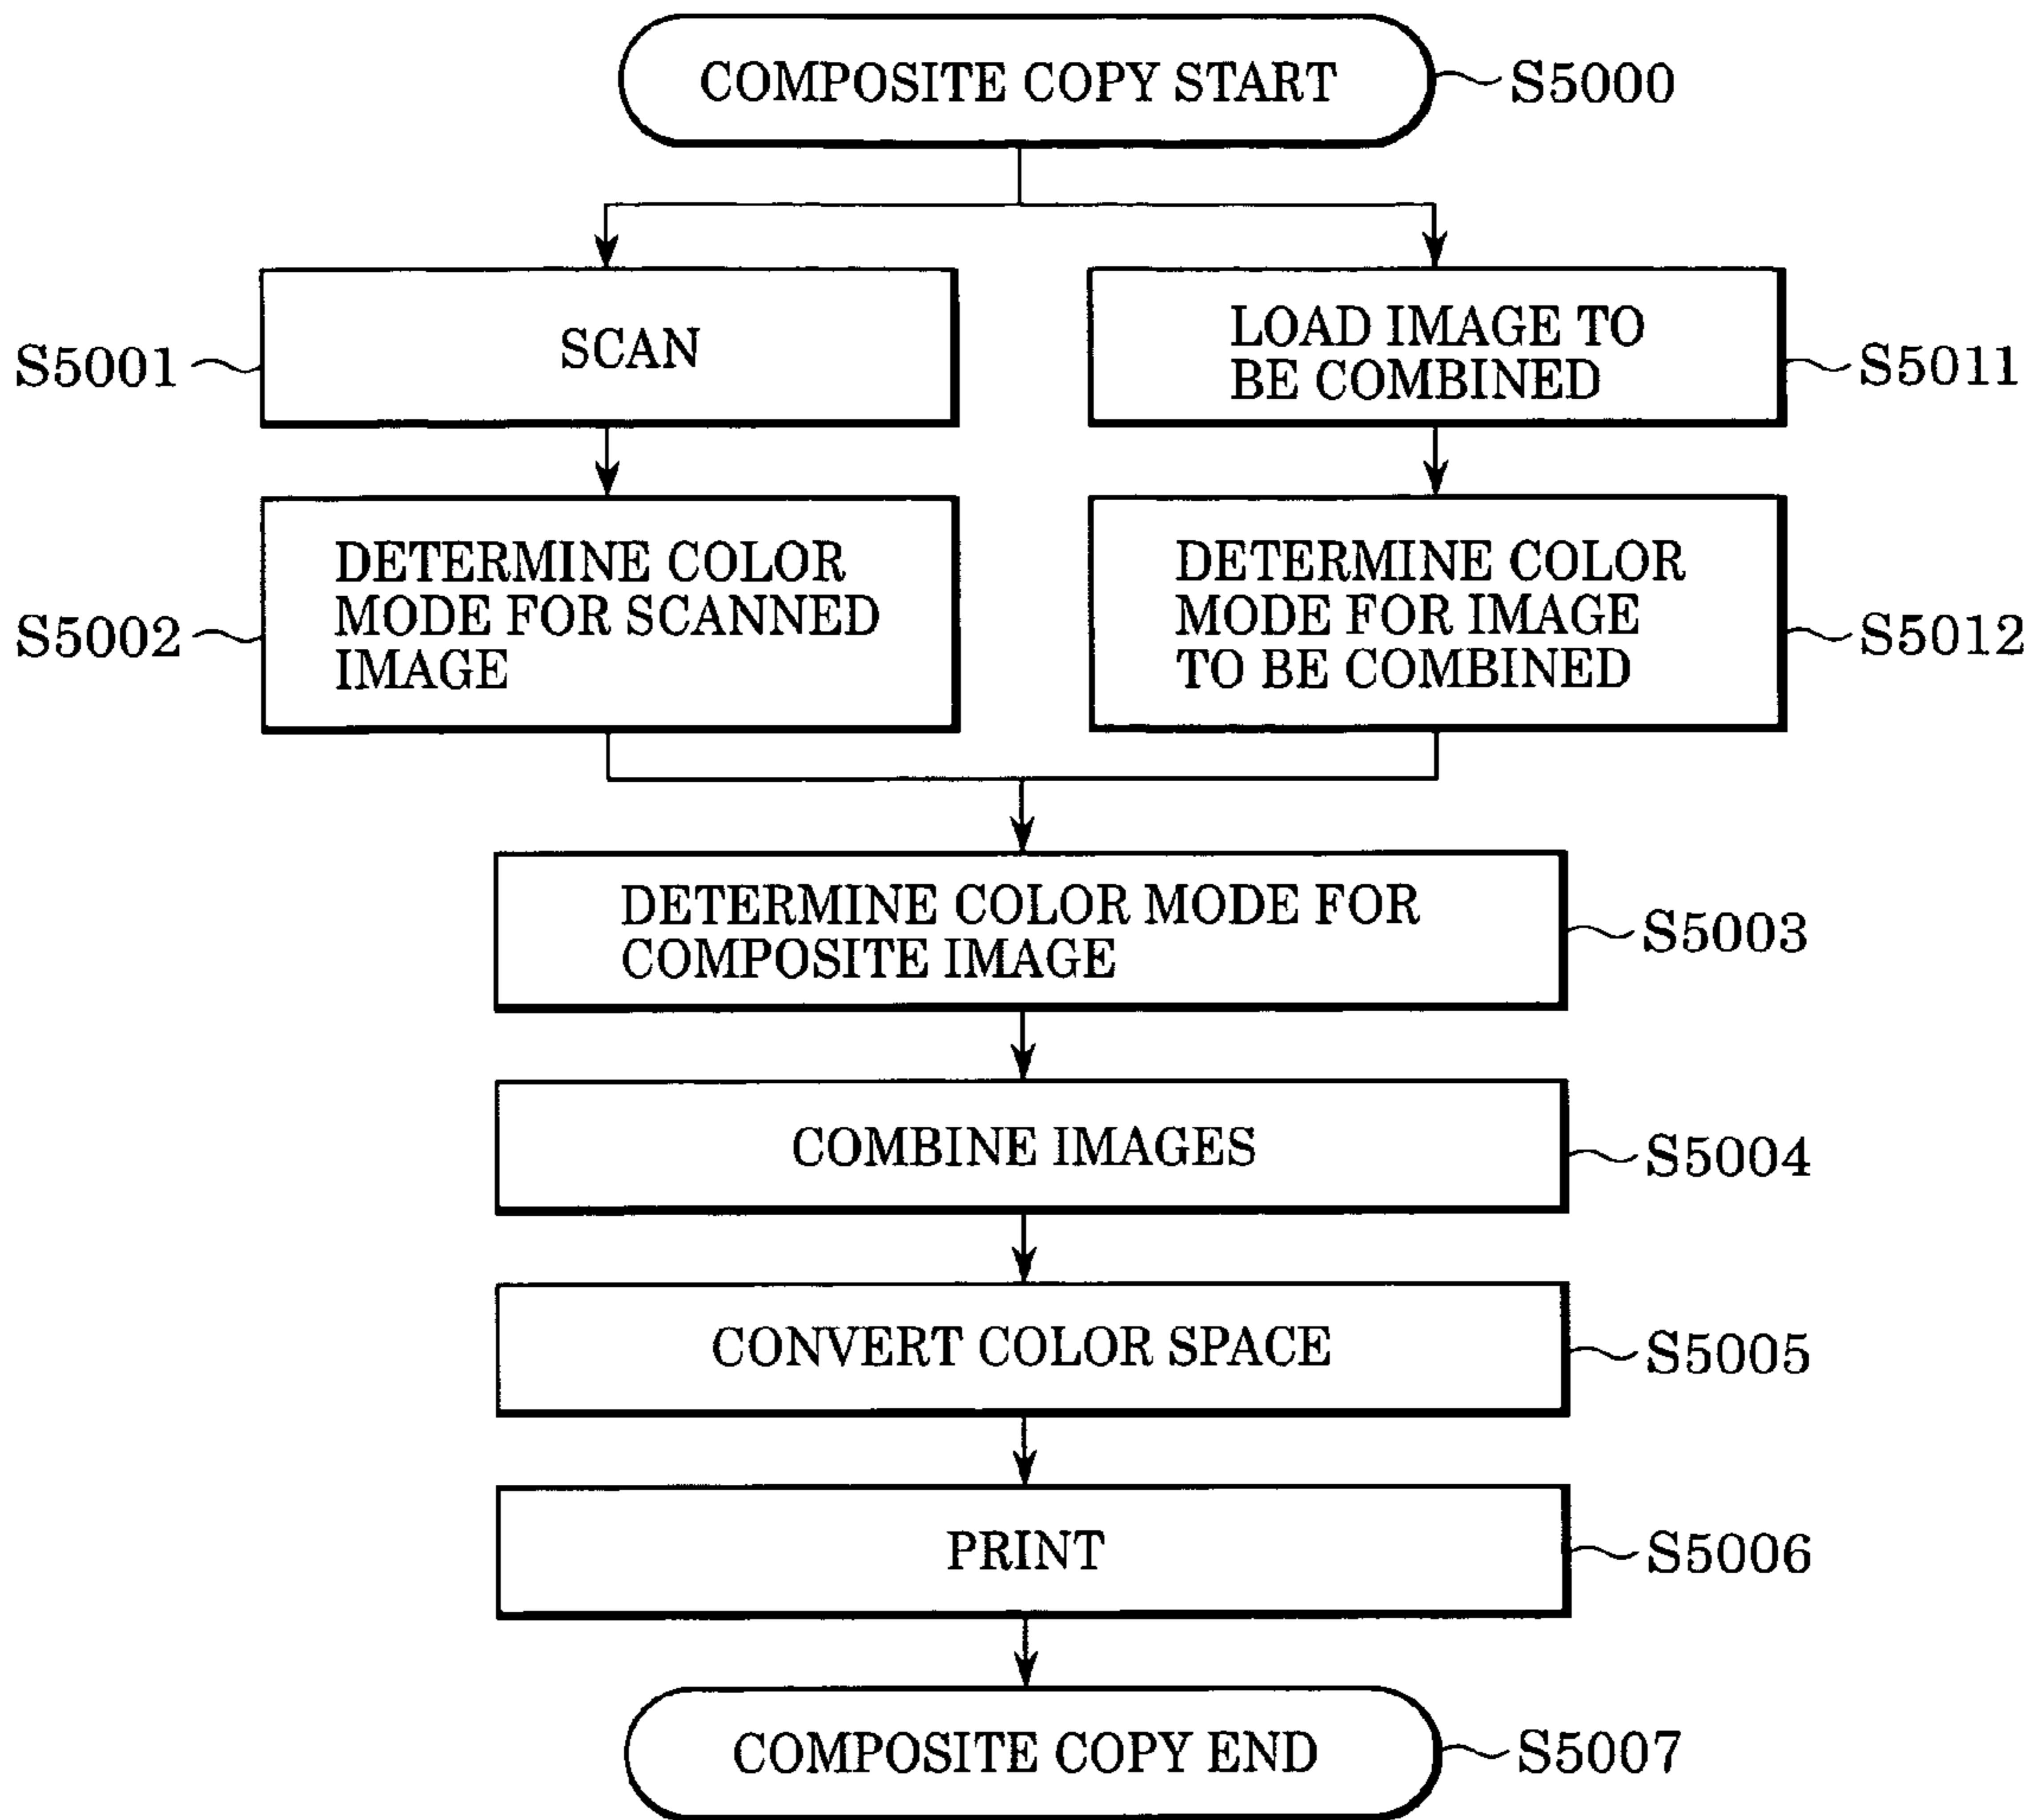 COMPOSITE COPY START
S5000
SCAN
S5001
LOAD IMAGE TO
BE COMBINED
S5011
DETERMINE COLOR
MODE FOR SCANNED
IMAGE
S5002
DETERMINE COLOR
MODE FOR IMAGE
TO BE COMBINED
S5012
DETERMINE COLOR MODE FOR
COMPOSITE IMAGE
S5003
COMBINE IMAGES
S5004
CONVERT COLOR SPACE
S5005
PRINT
S5006
COMPOSITE COPY END
S5007